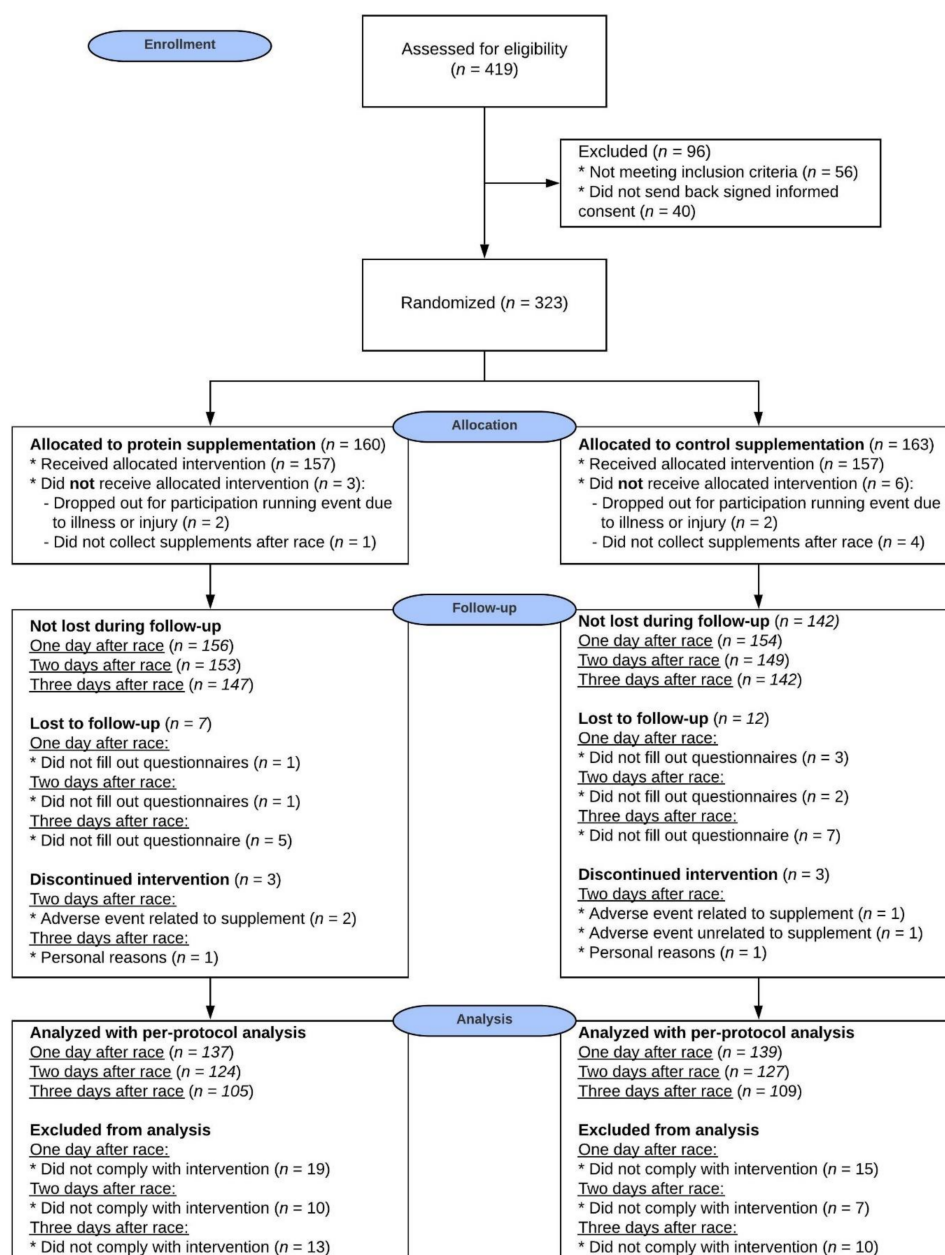 Enrollment
Assessed for eligibility
(n = 419)
Excluded (n = 96)
* Not meeting inclusion criteria (n = 56)
* Did not send back signed informed
consent (n = 40)
Randomized (n = 323)
Allocation
Allocated to protein supplementation (n = 160)
* Received allocated intervention (n = 157)
* Did not receive allocated intervention (n = 3):
- Dropped out for participation running event due
to illness or injury (n = 2)
- Did not collect supplements after race (n = 1)
Allocated to control supplementation (n = 163)
* Received allocated intervention (n = 157)
* Did not receive allocated intervention (n = 6):
- Dropped out for participation running event due
to illness or injury (n = 2)
- Did not collect supplements after race (n = 4)
Follow-up
Not lost during follow-up
One day after race (n = 156)
Two days after race (n = 153)
Three days after race (n = 147)
Lost to follow-up (n = 7)
One day after race:
* Did not fill out questionnaires (n = 1)
Two days after race:
* Did not fill out questionnaires (n = 1)
Three days after race:
* Did not fill out questionnaire (n = 5)
Discontinued intervention (n = 3)
Two days after race:
* Adverse event related to supplement (n = 2)
Three days after race:
* Personal reasons (n = 1)
Not lost during follow-up (n = 142)
One day after race (n = 154)
Two days after race (n = 149)
Three days after race (n = 142)
Lost to follow-up (n = 12)
One day after race:
* Did not fill out questionnaires (n = 3)
Two days after race:
* Did not fill out questionnaires (n = 2)
Three days after race:
* Did not fill out questionnaire (n = 7)
Discontinued intervention (n = 3)
Two days after race:
* Adverse event related to supplement (n = 1)
* Adverse event unrelated to supplement (n = 1)
* Personal reasons (n = 1)
Analysis
Analyzed with per-protocol analysis
One day after race (n = 137)
Two days after race (n = 124)
Three days after race (n = 105)
Excluded from analysis
One day after race:
* Did not comply with intervention (n = 19)
Two days after race:
* Did not comply with intervention (n = 10)
Three days after race:
* Did not comply with intervention (n = 13)
Analyzed with per-protocol analysis
One day after race (n = 139)
Two days after race (n = 127)
Three days after race (n = 109)
Excluded from analysis
One day after race:
* Did not comply with intervention (n = 15)
Two days after race:
* Did not comply with intervention (n = 7)
Three days after race:
* Did not comply with intervention (n = 10)